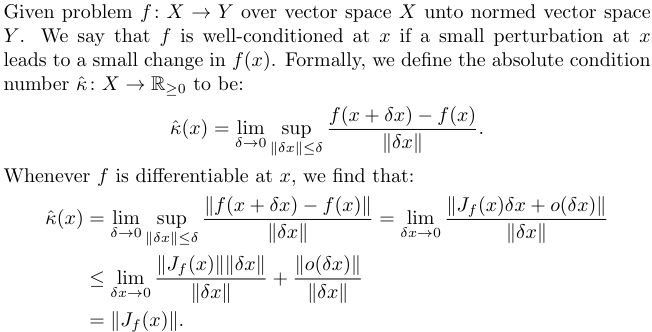 Given problem f: X → Y over vector space X unto normed vector space
Y. We say that f is well-conditioned at x if a small perturbation at x
leads to a small change in f(x). Formally, we define the absolute condition
number κ̂: X → ℝ≥0 to be:
κ̂(x) = lim_{δ→0} sup_{‖δx‖≤δ} (f(x + δx) − f(x)) / ‖δx‖.
Whenever f is differentiable at x, we find that:
κ̂(x) = lim_{δ→0} sup_{‖δx‖≤δ} ‖f(x + δx) − f(x)‖ / ‖δx‖ = lim_{δx→0} ‖J_f(x)δx + o(δx)‖ / ‖δx‖
≤ lim_{δx→0} ‖J_f(x)‖‖δx‖ / ‖δx‖ + ‖o(δx)‖ / ‖δx‖
= ‖J_f(x)‖.